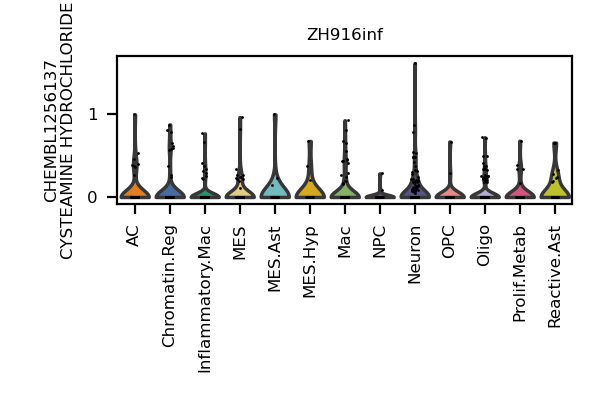 ZH916inf
CHEMBL1256137
CYSTEAMINE HYDROCHLORIDE
1
0
AC
Chromatin.Reg
Inflammatory.Mac
MES
MES.Ast
MES.Hyp
Mac
NPC
Neuron
OPC
Oligo
Prolif.Metab
Reactive.Ast